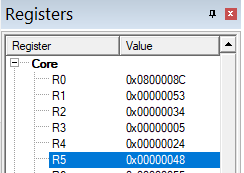 Registers
Register Value
Core
R0 0x0800008C
R1 0x00000053
R2 0x00000034
R3 0x00000005
R4 0x00000024
R5 0x00000048